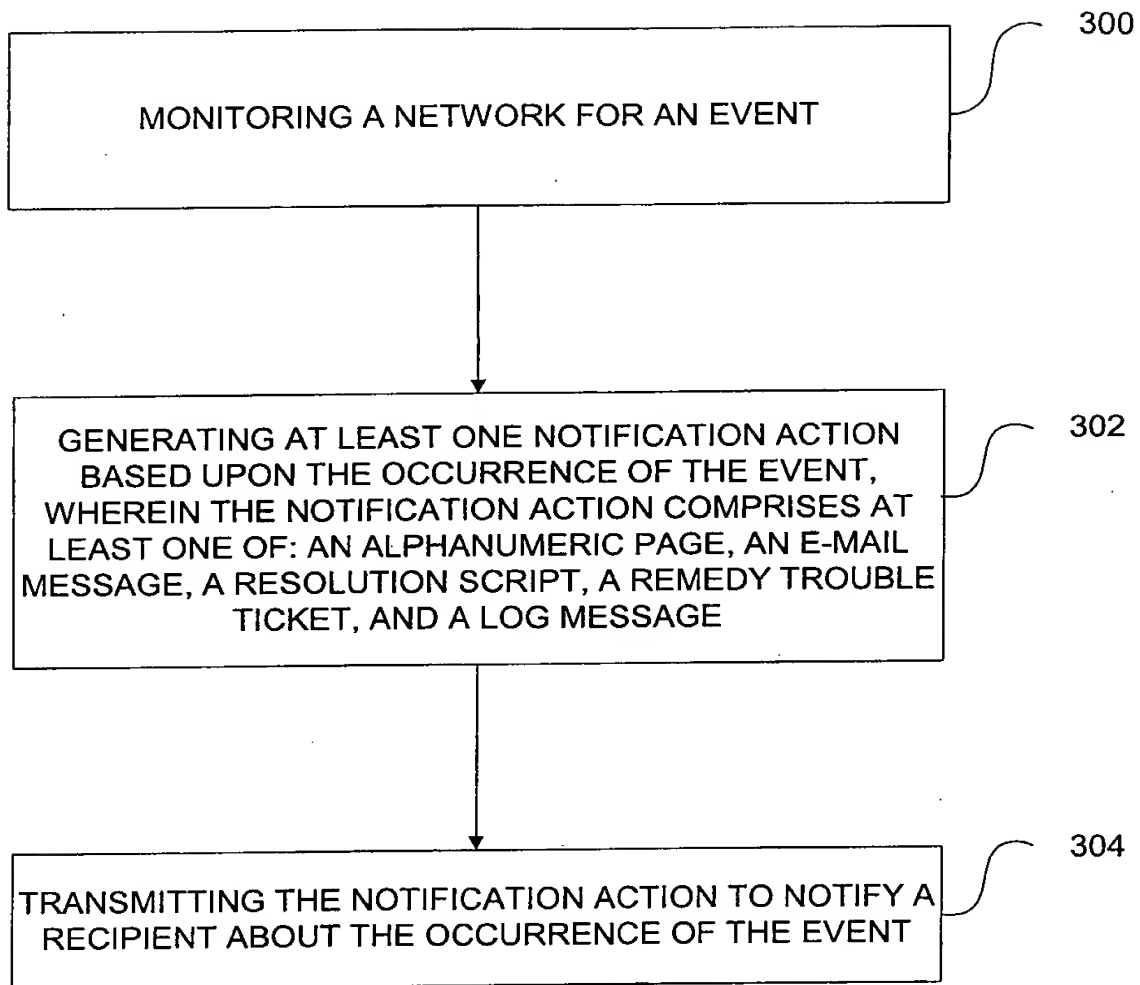 300
MONITORING A NETWORK FOR AN EVENT
302
GENERATING AT LEAST ONE NOTIFICATION ACTION
BASED UPON THE OCCURRENCE OF THE EVENT,
WHEREIN THE NOTIFICATION ACTION COMPRISES AT
LEAST ONE OF: AN ALPHANUMERIC PAGE, AN E-MAIL
MESSAGE, A RESOLUTION SCRIPT, A REMEDY TROUBLE
TICKET, AND A LOG MESSAGE
304
TRANSMITTING THE NOTIFICATION ACTION TO NOTIFY A
RECIPIENT ABOUT THE OCCURRENCE OF THE EVENT